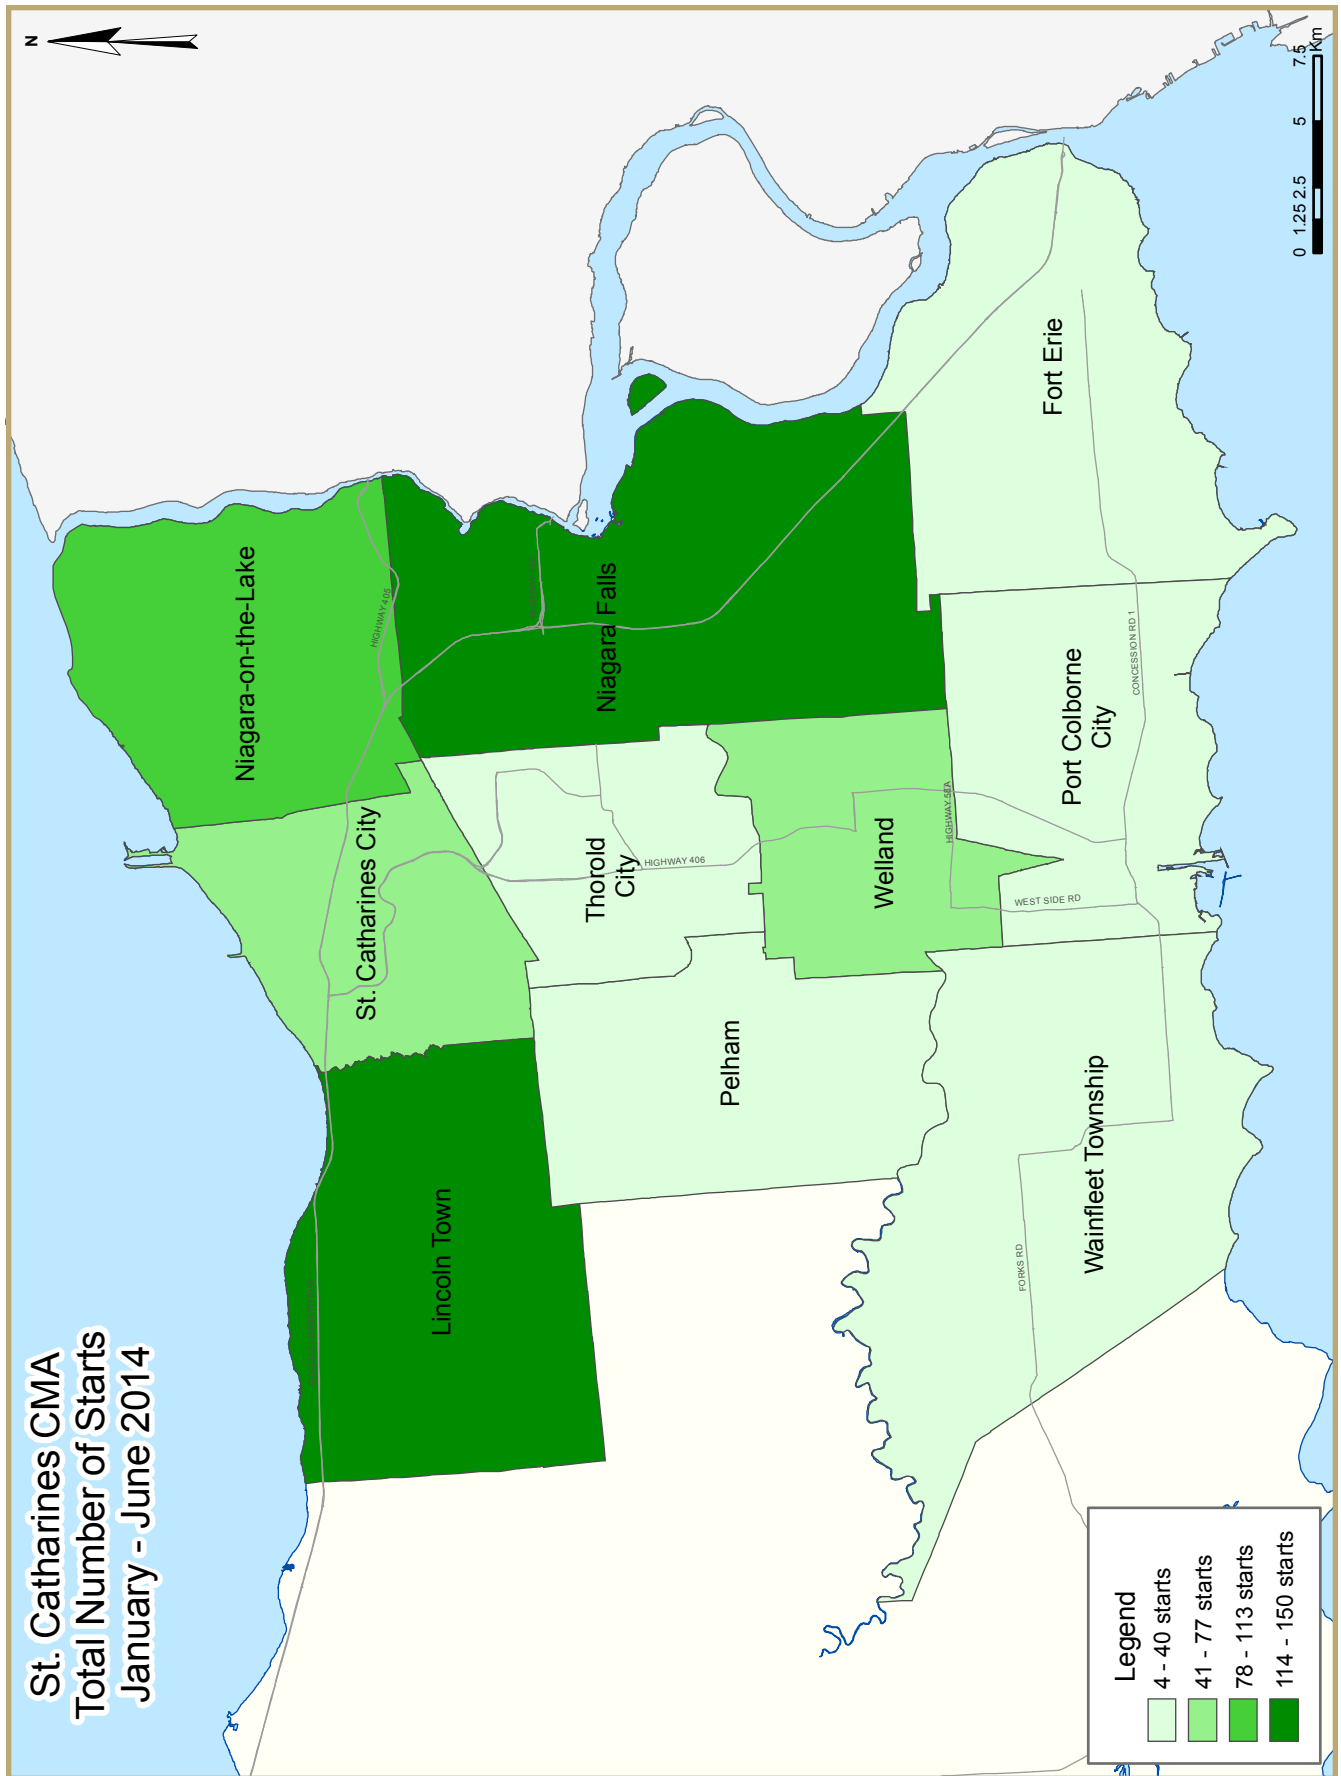 St. Catharines CMA
Total Number of Starts
January - June 2014
N
Niagara-on-the-Lake
HIGHWAY 405
St. Catharines City
Lincoln Town
Niagara Falls
Thorold
City
HIGHWAY 406
Pelham
Welland
HIGHWAY 58A
WEST SIDE RD
Port Colborne
City
CONCESSION RD 1
Fort Erie
Wainfleet Township
FORKS RD
Legend
4 - 40 starts
41 - 77 starts
78 - 113 starts
114 - 150 starts
0 1.25 2.5 5 7.5
Km